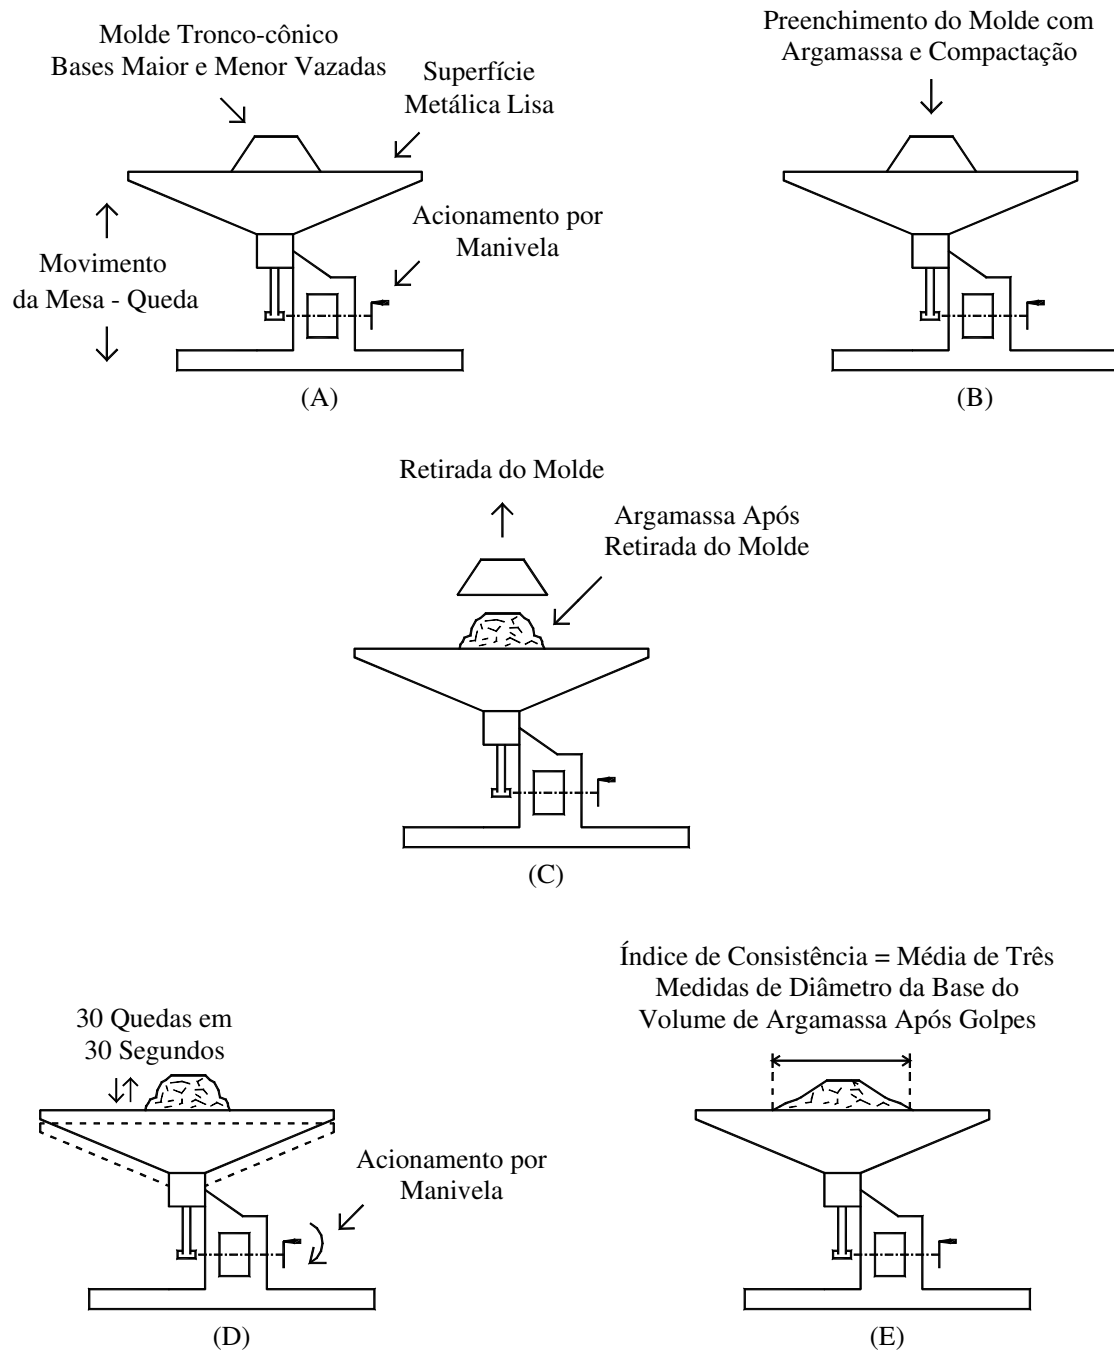 Molde Tronco-cônico
Bases Maior e Menor Vazadas
Superfície
Metálica Lisa
Acionamento por
Manivela
Movimento
da Mesa - Queda
(A)
Preenchimento do Molde com
Argamassa e Compactação
(B)
Retirada do Molde
Argamassa Após
Retirada do Molde
(C)
30 Quedas em
30 Segundos
Acionamento por
Manivela
(D)
Índice de Consistência = Média de Três
Medidas de Diâmetro da Base do
Volume de Argamassa Após Golpes
(E)